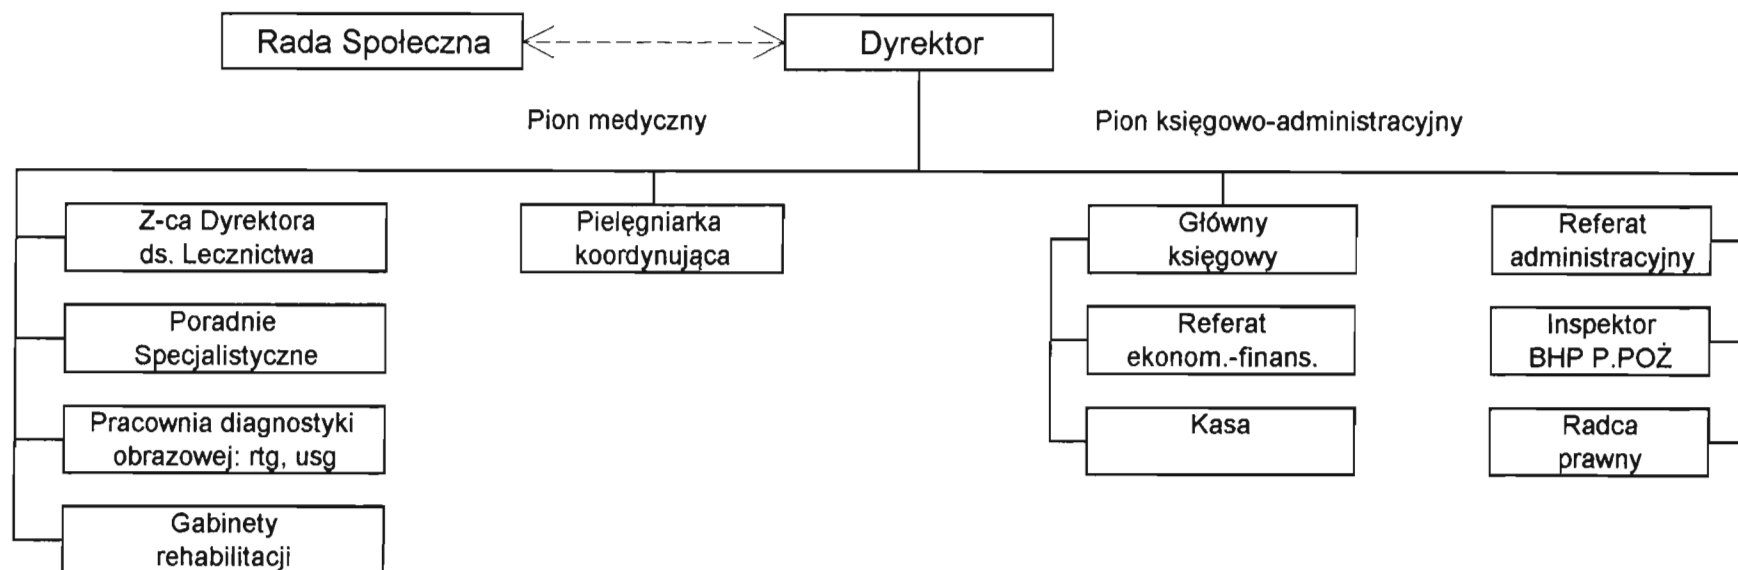 Rada Społeczna
Dyrektor
Pion medyczny
Pion księgowo-administracyjny
Z-ca Dyrektora
ds. Lecznictwa
Pielęgniarka
koordynująca
Główny
księgowy
Referat
administracyjny
Poradnie
Specjalistyczne
Referat
ekonom.-finans.
Inspektor
BHP P.POŻ
Pracownia diagnostyki
obrazowej: rtg, usg
Kasa
Radca
prawny
Gabinety
rehabilitacji